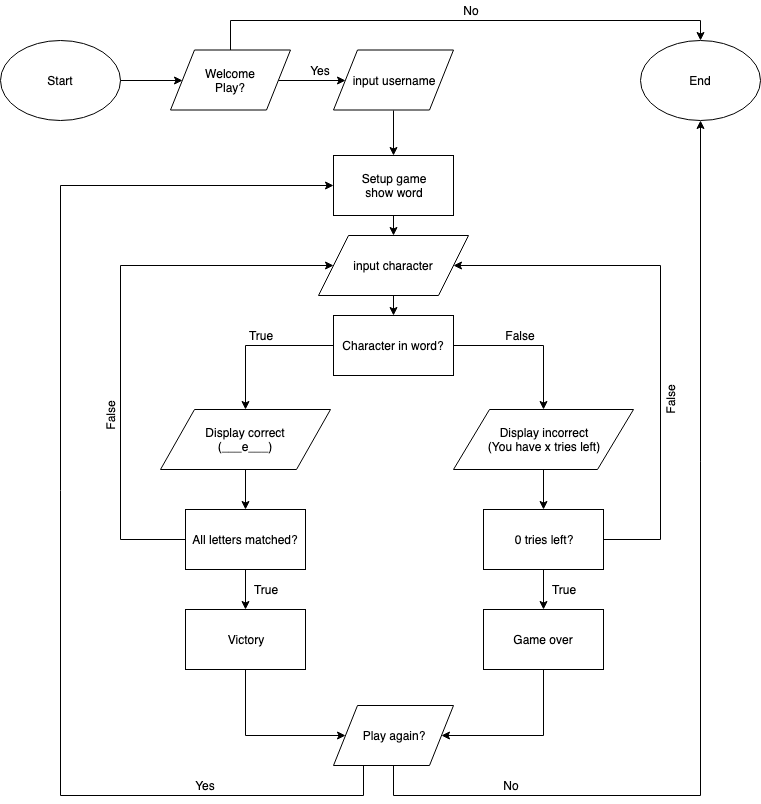 No
Start
Welcome
Play?
Yes
input username
End
Setup game
show word
input character
True
Character in word?
False
False
False
Display correct
(___e___)
Display incorrect
(You have x tries left)
All letters matched?
0 tries left?
True
True
Victory
Game over
Play again?
Yes
No